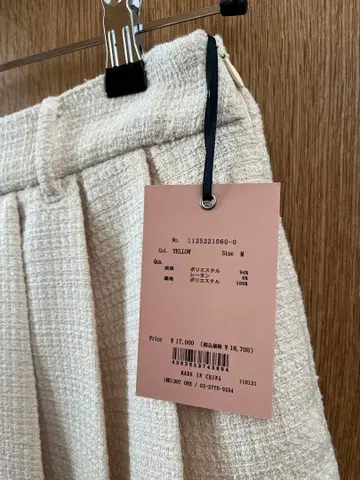 No. 1125221060-0
Col. YELLOW Size M
Qua.
表地 ポリエステル 94%
レーヨン 6%
裏地 ポリエステル 100%
Price ¥17,000 (税込価格 ¥18,700)
MADE IN CHINA